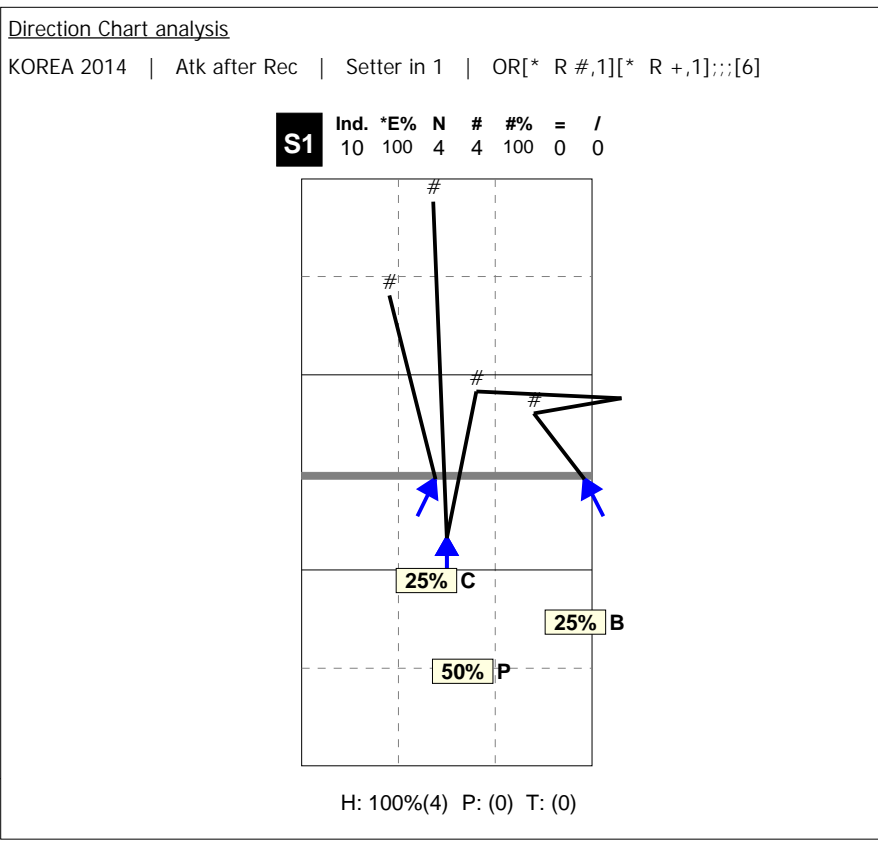 Direction Chart analysis
KOREA 2014 | Atk after Rec | Setter in 1 | OR[* R #,1][* R +,1];;;[6]
S1 Ind. *E% N # #% = /
10 100 4 4 100 0 0
#
#
#
#
25% C
25% B
50% P
H: 100%(4) P: (0) T: (0)